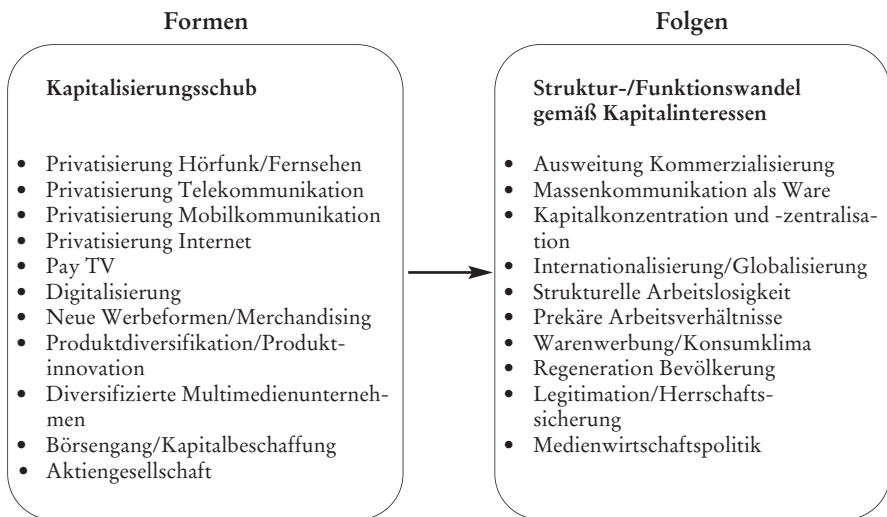 Formen
Kapitalisierungsschub
• Privatisierung Hörfunk/Fernsehen
• Privatisierung Telekommunikation
• Privatisierung Mobilkommunikation
• Privatisierung Internet
• Pay TV
• Digitalisierung
• Neue Werbeformen/Merchandising
• Produktdiversifikation/Produkt-
innovation
• Diversifizierte Multimedienunterneh-
men
• Börsengang/Kapitalbeschaffung
• Aktiengesellschaft
Folgen
Struktur-/Funktionswandel
gemäß Kapitalinteressen
• Ausweitung Kommerzialisierung
• Massenkommunikation als Ware
• Kapitalkonzentration und -zentralisa-
tion
• Internationalisierung/Globalisierung
• Strukturelle Arbeitslosigkeit
• Prekäre Arbeitsverhältnisse
• Warenwerbung/Konsumklima
• Regeneration Bevölkerung
• Legitimation/Herrschafts-
sicherung
• Medienwirtschaftspolitik